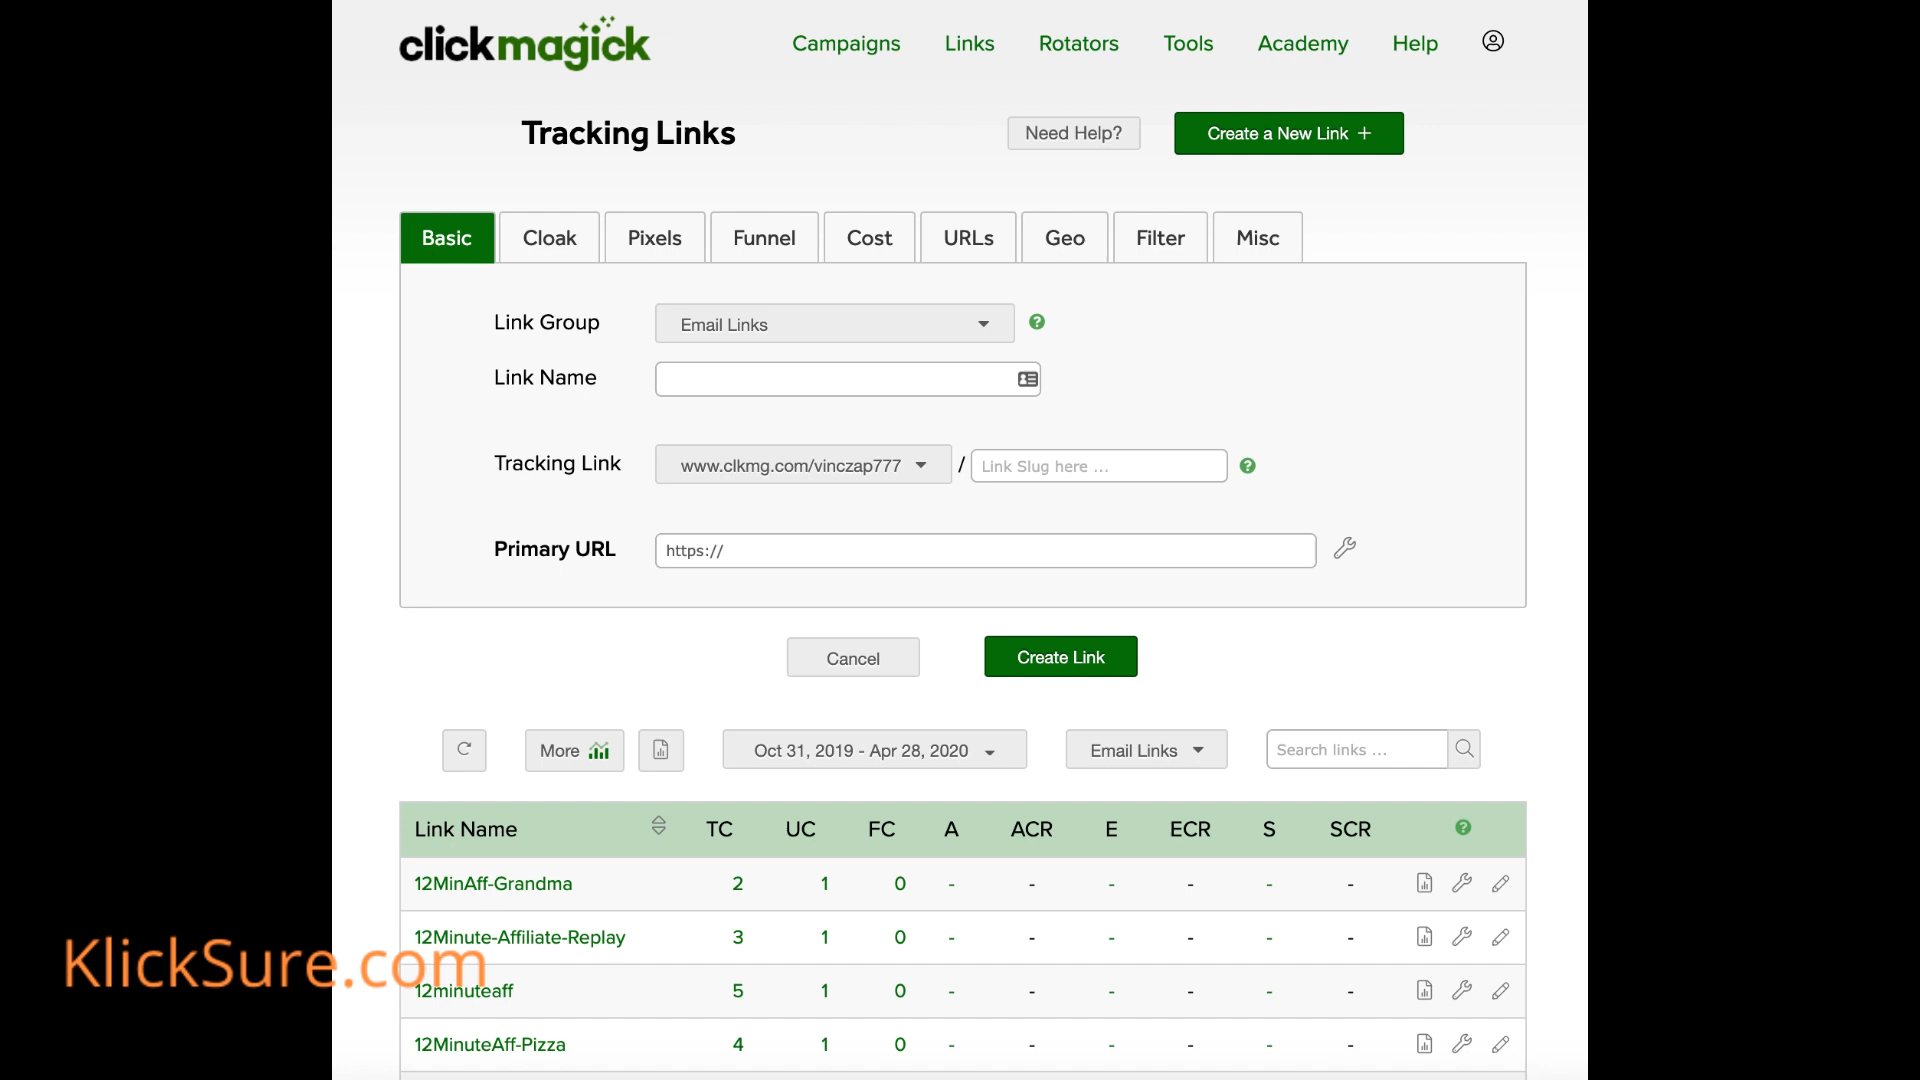 clickmagick Campaigns Links Rotators Tools Academy Help
Tracking Links Need Help? Create a New Link +
Basic Cloak Pixels Funnel Cost URLs Geo Filter Misc
Link Group Email Links ?
Link Name
Tracking Link www.clkmg.com/vinczap777 / Link Slug here ... ?
Primary URL https://
Cancel Create Link
More Oct 31, 2019 - Apr 28, 2020 Email Links Search links ...
Link Name TC UC FC A ACR E ECR S SCR ?
12MinAff-Grandma 2 1 0 - - - - - -
12Minute-Affiliate-Replay 3 1 0 - - - - - -
KlickSure.com
12minuteaff 5 1 0 - - - - - -
12MinuteAff-Pizza 4 1 0 - - - - - -